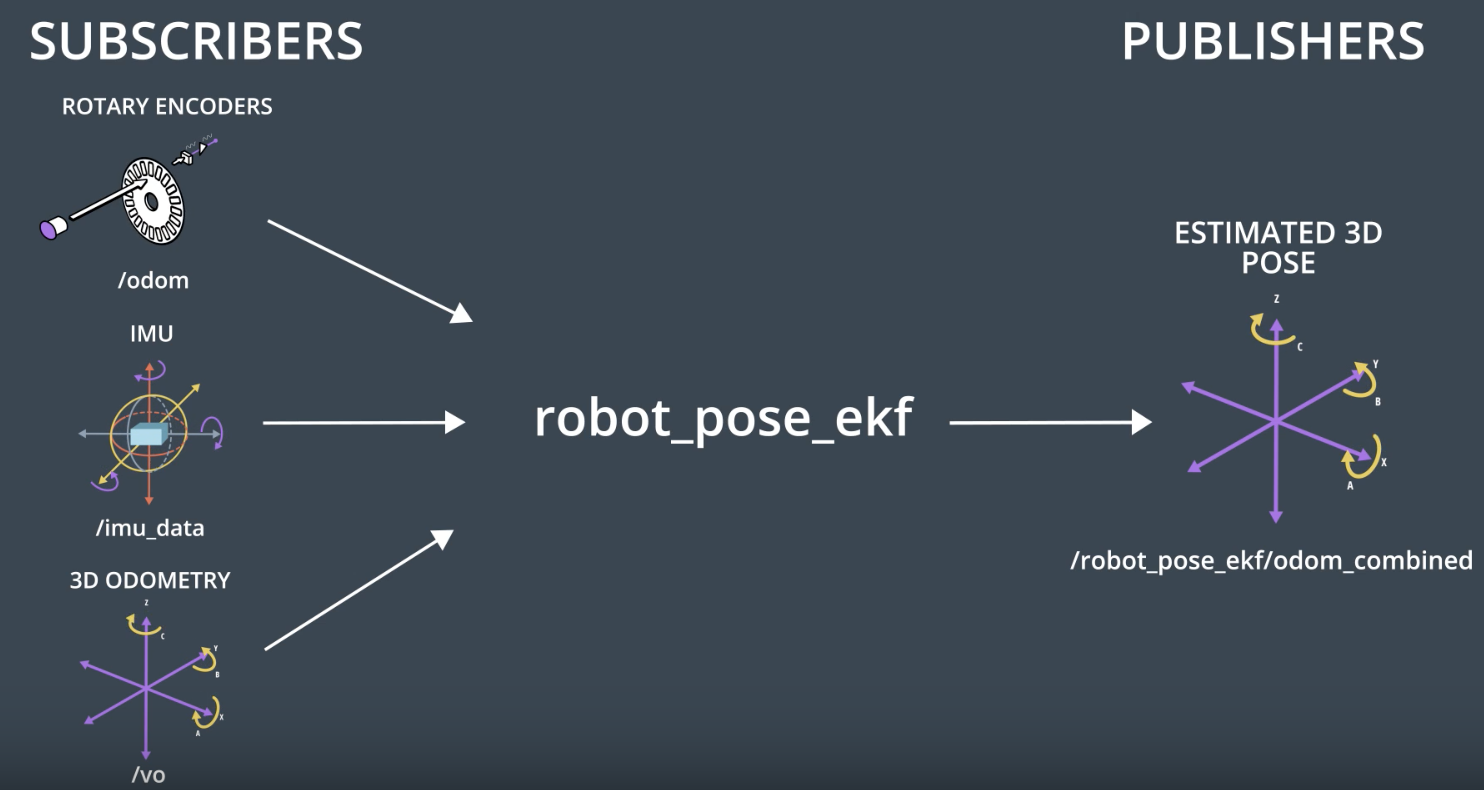 SUBSCRIBERS
PUBLISHERS
ROTARY ENCODERS
/odom
IMU
/imu_data
3D ODOMETRY
Z
C
Y
B
X
A
/vo
robot_pose_ekf
ESTIMATED 3D
POSE
Z
C
Y
B
X
A
/robot_pose_ekf/odom_combined